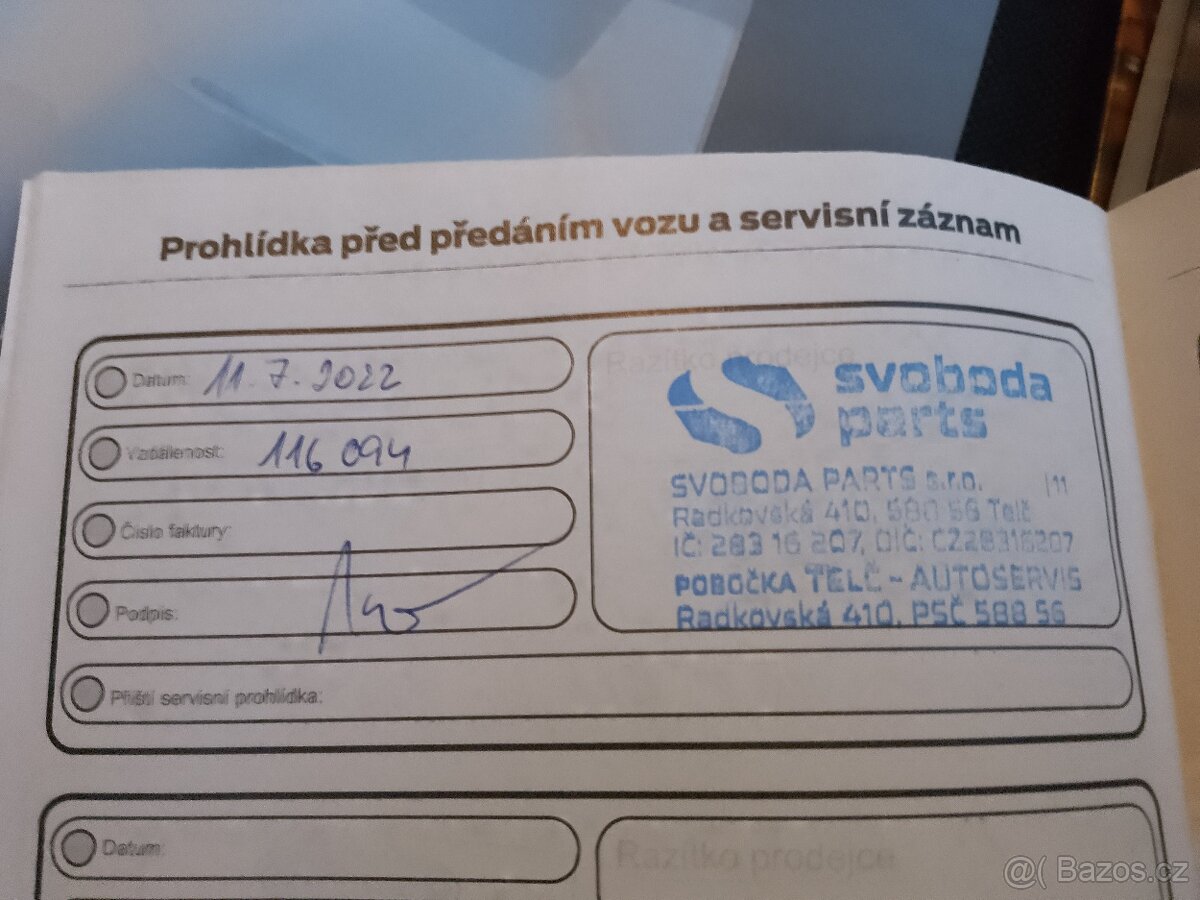 Prohlídka před předáním vozu a servisní záznam
Datum: 11.7.2022
Vzdálenost: 116 094
Číslo faktury:
Podpis:
Příští servisní prohlídka:
Razítko prodejce
svoboda
parts
SVOBODA PARTS s.r.o. 11
Radkovská 410, 588 56 Telč
IČ: 283 16 207, DIČ: CZ28316207
POBOČKA TELČ - AUTOSERVIS
Radkovská 410, PSČ 588 56
Datum:
Razítko prodejce
@( Bazos.cz